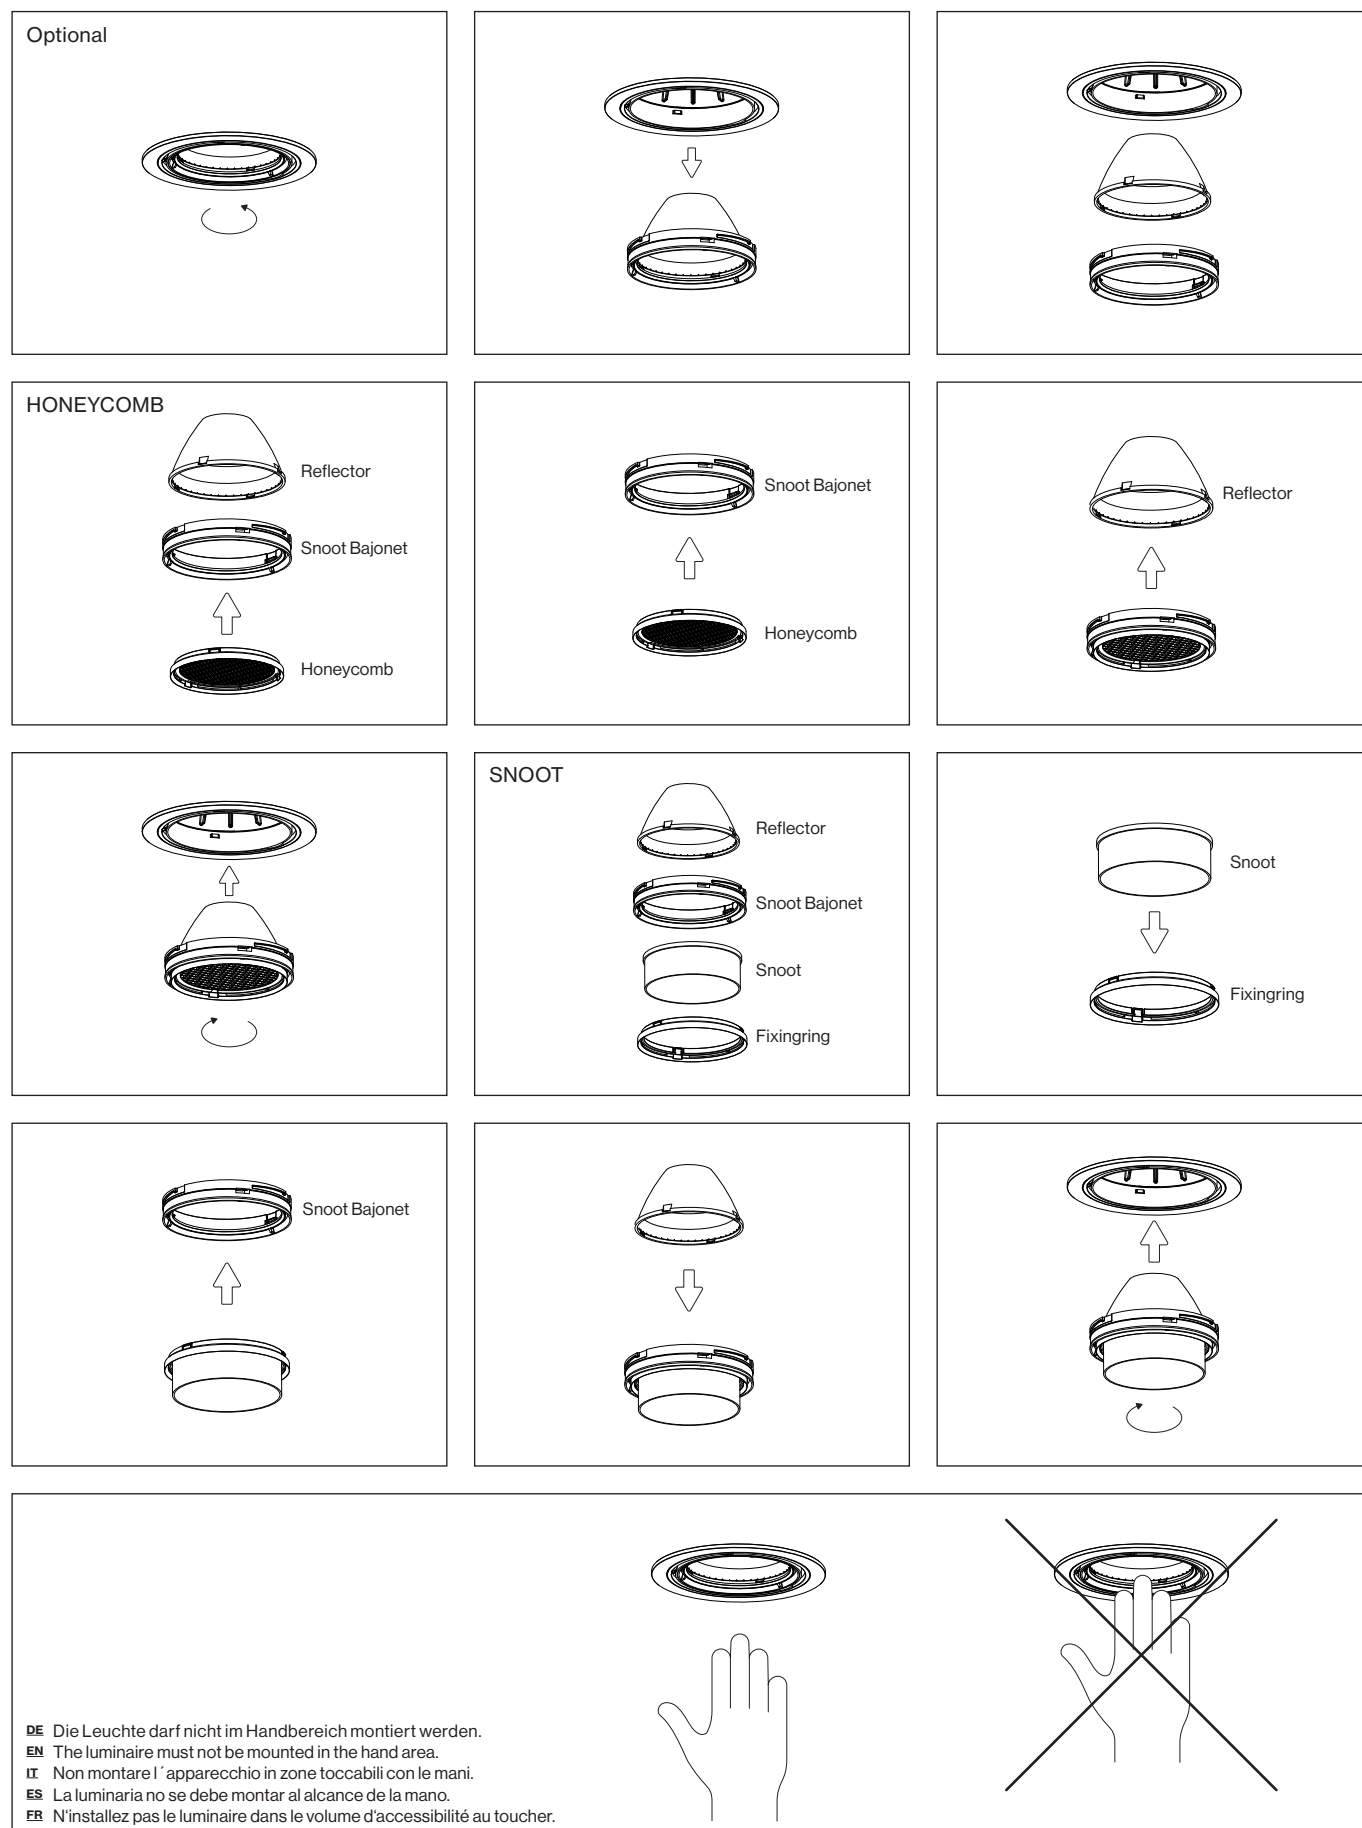 Optional
HONEYCOMB
Reflector
Snoot Bajonet
Honeycomb
Snoot Bajonet
Honeycomb
Reflector
SNOOT
Reflector
Snoot Bajonet
Snoot
Fixingring
Snoot
Fixingring
Snoot Bajonet
DE Die Leuchte darf nicht im Handbereich montiert werden.
EN The luminaire must not be mounted in the hand area.
IT Non montare l´apparecchio in zone toccabili con le mani.
ES La luminaria no se debe montar al alcance de la mano.
FR N'installez pas le luminaire dans le volume d'accessibilité au toucher.